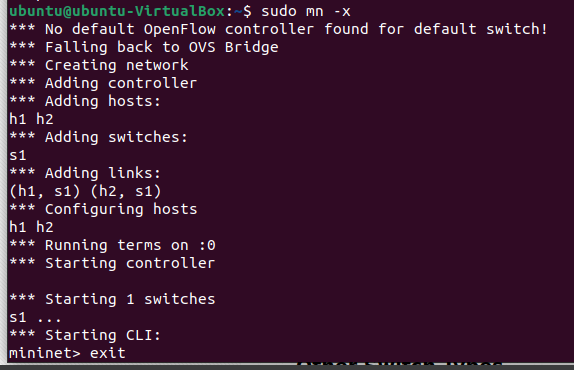 ubuntu@ubuntu-VirtualBox:~$ sudo mn -x
*** No default OpenFlow controller found for default switch!
*** Falling back to OVS Bridge
*** Creating network
*** Adding controller
*** Adding hosts:
h1 h2
*** Adding switches:
s1
*** Adding links:
(h1, s1) (h2, s1)
*** Configuring hosts
h1 h2
*** Running terms on :0
*** Starting controller

*** Starting 1 switches
s1 ...
*** Starting CLI:
mininet> exit